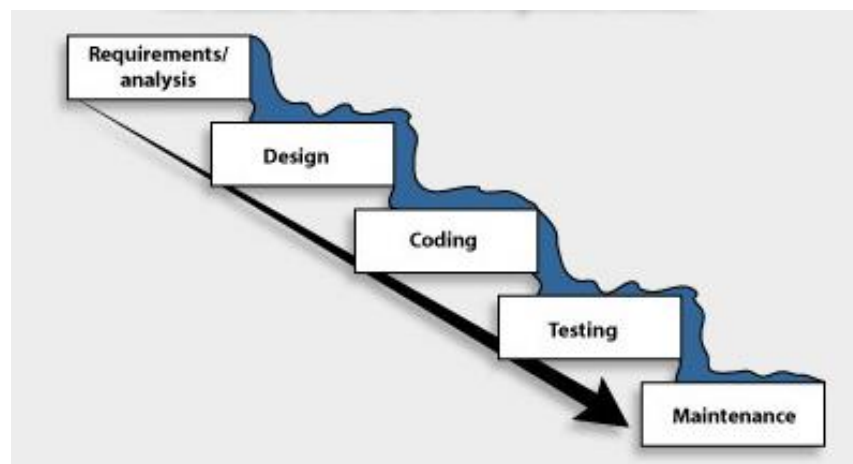 Requirements/
analysis
Design
Coding
Testing
Maintenance